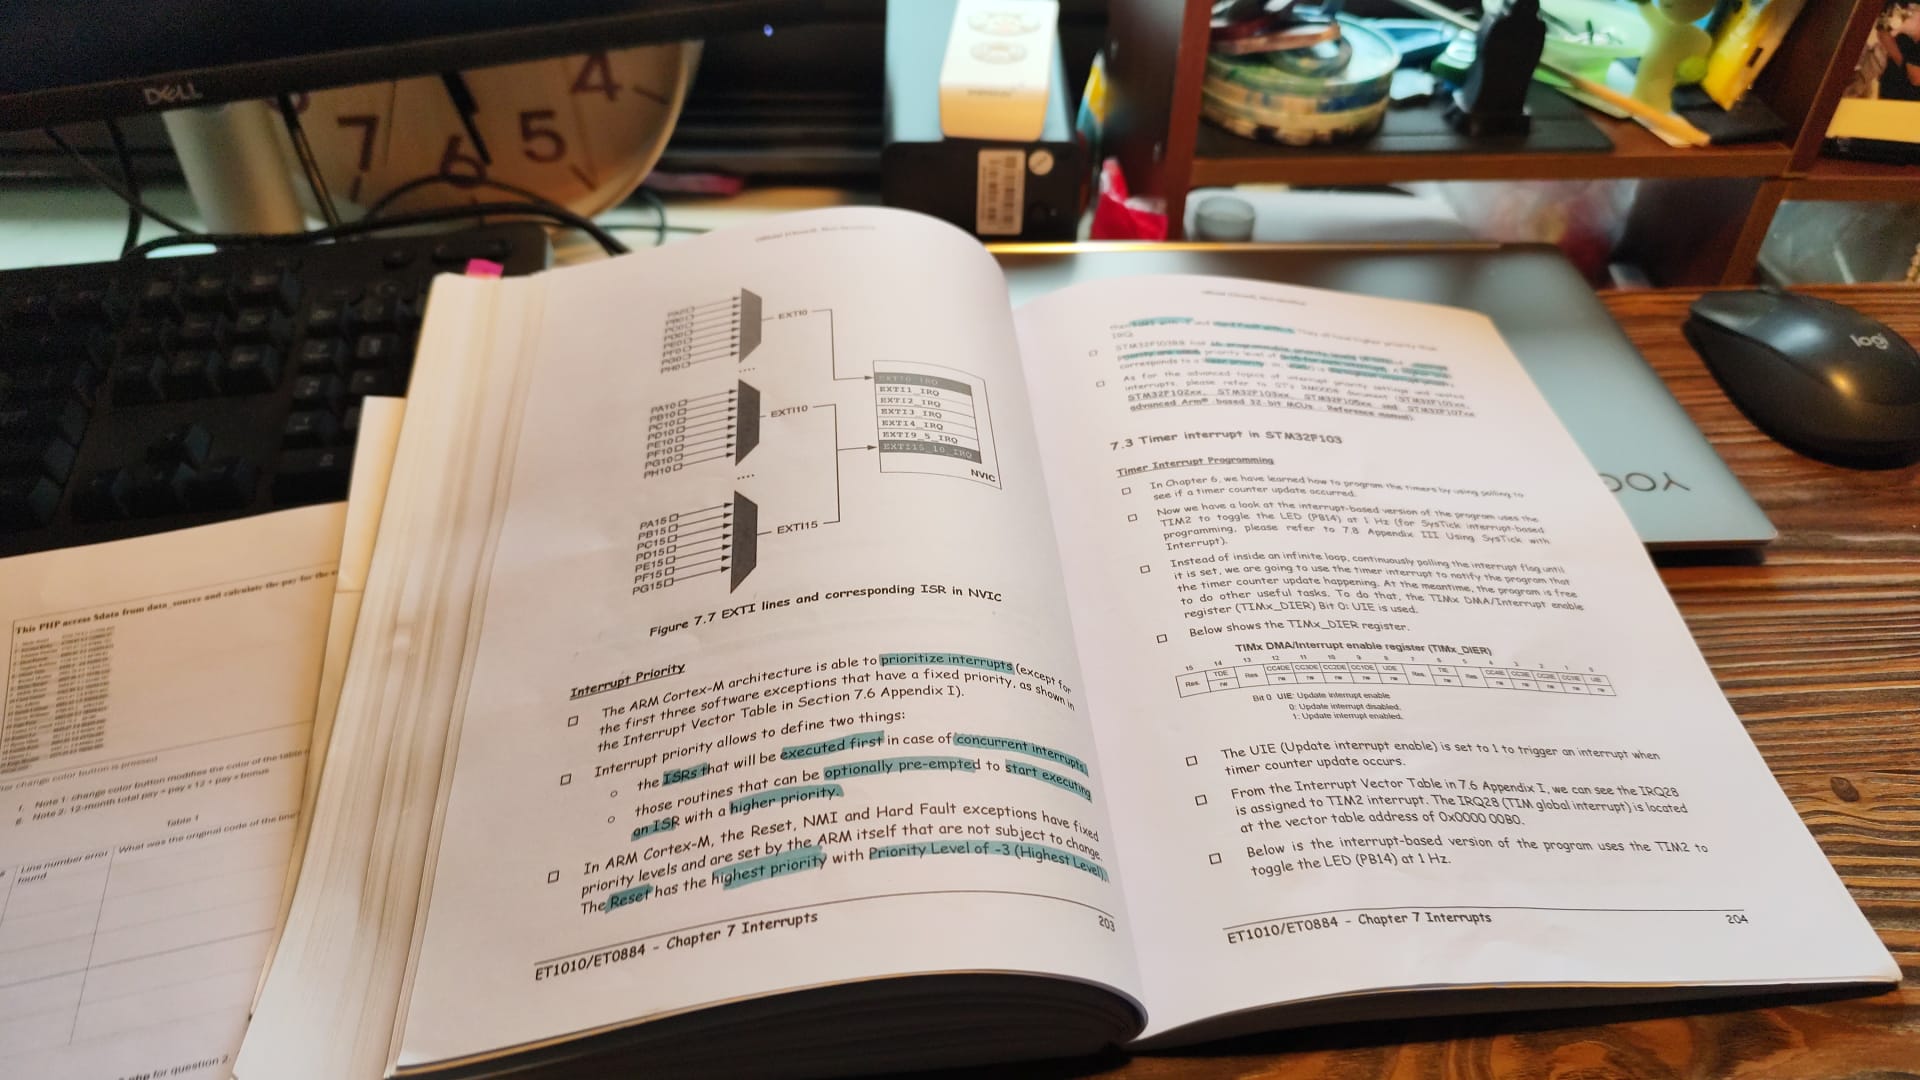 DELL
4
5
6
7
logi
YOG
This PHP access $data from data_source and calculate the pay for the
change color button is pressed
f. Note 1: change color button modifies the color of the table
g. Note 2: 12-month total pay = pay x 12 + pay x bonus
Table 1
Line number error found
What was the original code of the line
for question 2.
EXTI0
PA10
PB10
PC10
PD10
PE10
PF10
PG10
PH10
EXTI10
PA15
PB15
PC15
PD15
PE15
PF15
PG15
EXTI15
EXTI0_IRQ
EXTI1_IRQ
EXTI2_IRQ
EXTI3_IRQ
EXTI4_IRQ
EXTI9_5_IRQ
EXTI15_10_IRQ
NVIC
Figure 7.7 EXTI lines and corresponding ISR in NVIC
Interrupt Priority
The ARM Cortex-M architecture is able to prioritize interrupts (except for
the first three software exceptions that have a fixed priority, as shown in
the Interrupt Vector Table in Section 7.6 Appendix I).
Interrupt priority allows to define two things:
the ISRs that will be executed first in case of concurrent interrupts.
those routines that can be optionally pre-empted to start executing
an ISR with a higher priority.
In ARM Cortex-M, the Reset, NMI and Hard Fault exceptions have fixed
priority levels and are set by the ARM itself that are not subject to change.
The Reset has the highest priority with Priority Level of -3 (Highest Level),
ET1010/ET0884 - Chapter 7 Interrupts
203
IRQ.
As for the advanced topics of interrupt priority settings and
interrupts, please refer to ST's document
advanced Arm®-based 32-bit MCUs - Reference manual).
7.3 Timer interrupt in STM32F103
Timer Interrupt Programming
In Chapter 6, we have learned how to program the timers by using polling to
see if a timer counter update occurred.
Now we have a look at the interrupt-based version of the program uses the
TIM2 to toggle the LED (PB14) at 1 Hz (for SysTick interrupt-based
programming, please refer to 7.8 Appendix III Using SysTick with
Interrupt).
Instead of inside an infinite loop, continuously polling the interrupt flag until
it is set, we are going to use the timer interrupt to notify the program that
the timer counter update happening. At the meantime, the program is free
to do other useful tasks. To do that, the TIMx DMA/Interrupt enable
register (TIMx_DIER) Bit 0: UIE is used.
Below shows the TIMx_DIER register.
TIMx DMA/Interrupt enable register (TIMx_DIER)
15 14 13 12 11 10 9 8 7 6 5 4 3 2 1 0
Res. TDE Res CC4DE CC3DE CC2DE CC1DE UDE Res. TIE Res CC4IE CC3IE CC2IE CC1IE UIE
rw rw rw rw rw rw rw rw rw rw rw rw
Bit 0 UIE: Update interrupt enable
0: Update interrupt disabled.
1: Update interrupt enabled.
The UIE (Update interrupt enable) is set to 1 to trigger an interrupt when
timer counter update occurs.
From the Interrupt Vector Table in 7.6 Appendix I, we can see the IRQ28
is assigned to TIM2 interrupt. The IRQ28 (TIM global interrupt) is located
at the vector table address of 0x0000 00B0.
Below is the interrupt-based version of the program uses the TIM2 to
toggle the LED (PB14) at 1 Hz.
ET1010/ET0884 - Chapter 7 Interrupts
204